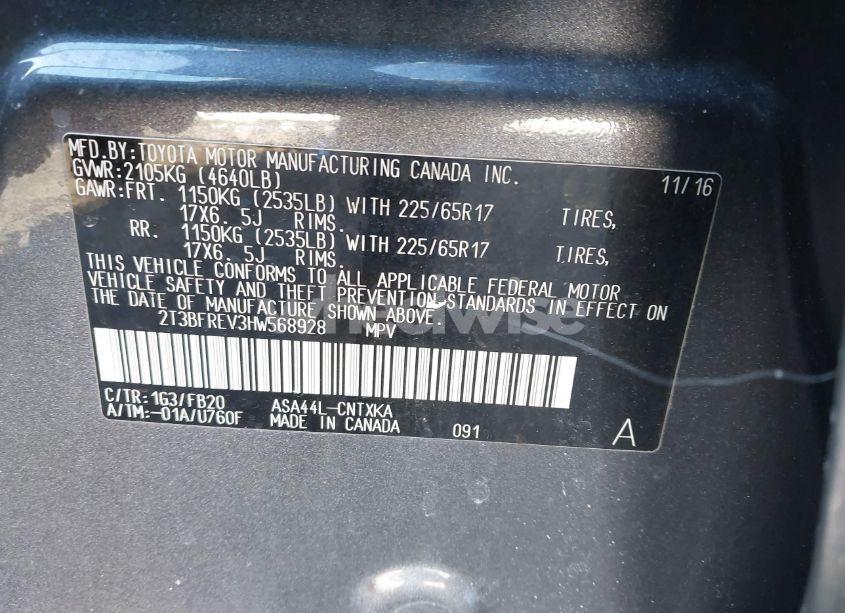 MFD.BY:TOYOTA MOTOR MANUFACTURING CANADA INC. 11/16
GVWR:2105KG (4640LB)
GAWR:FRT. 1150KG (2535LB) WITH 225/65R17 TIRES,
17X6. 5J RIMS.
RR. 1150KG (2535LB) WITH 225/65R17 TIRES,
17X6. 5J RIMS.
THIS VEHICLE CONFORMS TO ALL APPLICABLE FEDERAL MOTOR
VEHICLE SAFETY AND THEFT PREVENTION STANDARDS IN EFFECT ON
THE DATE OF MANUFACTURE SHOWN ABOVE.
2T3BFREV3HW568928 MPV
C/TR:1G3/FB20 ASA44L-CNTXKA
A/TM:-01A/U760F MADE IN CANADA 091 A